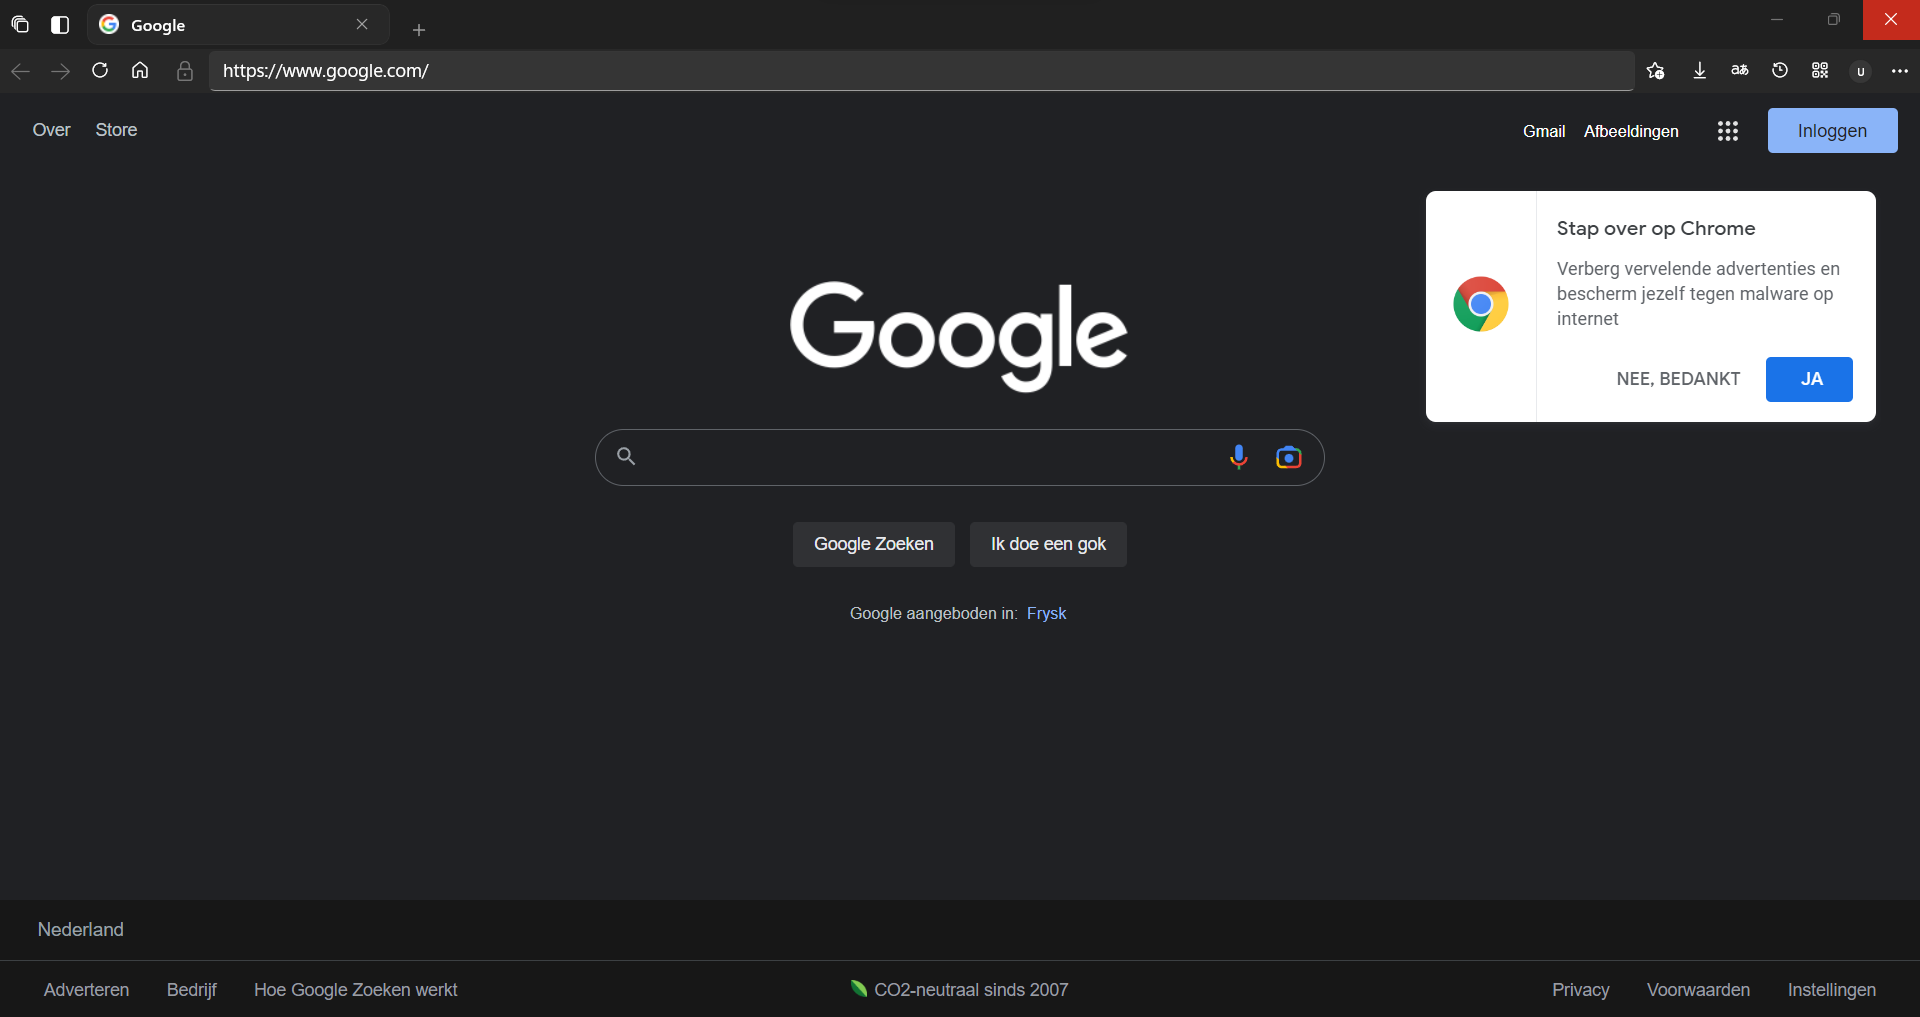 Google
https://www.google.com/
aあ
U
Over Store
Gmail Afbeeldingen Inloggen
Stap over op Chrome
Verberg vervelende advertenties en
bescherm jezelf tegen malware op
internet
NEE, BEDANKT JA
Google
Google Zoeken Ik doe een gok
Google aangeboden in: Frysk
Nederland
Adverteren Bedrijf Hoe Google Zoeken werkt CO2-neutraal sinds 2007 Privacy Voorwaarden Instellingen